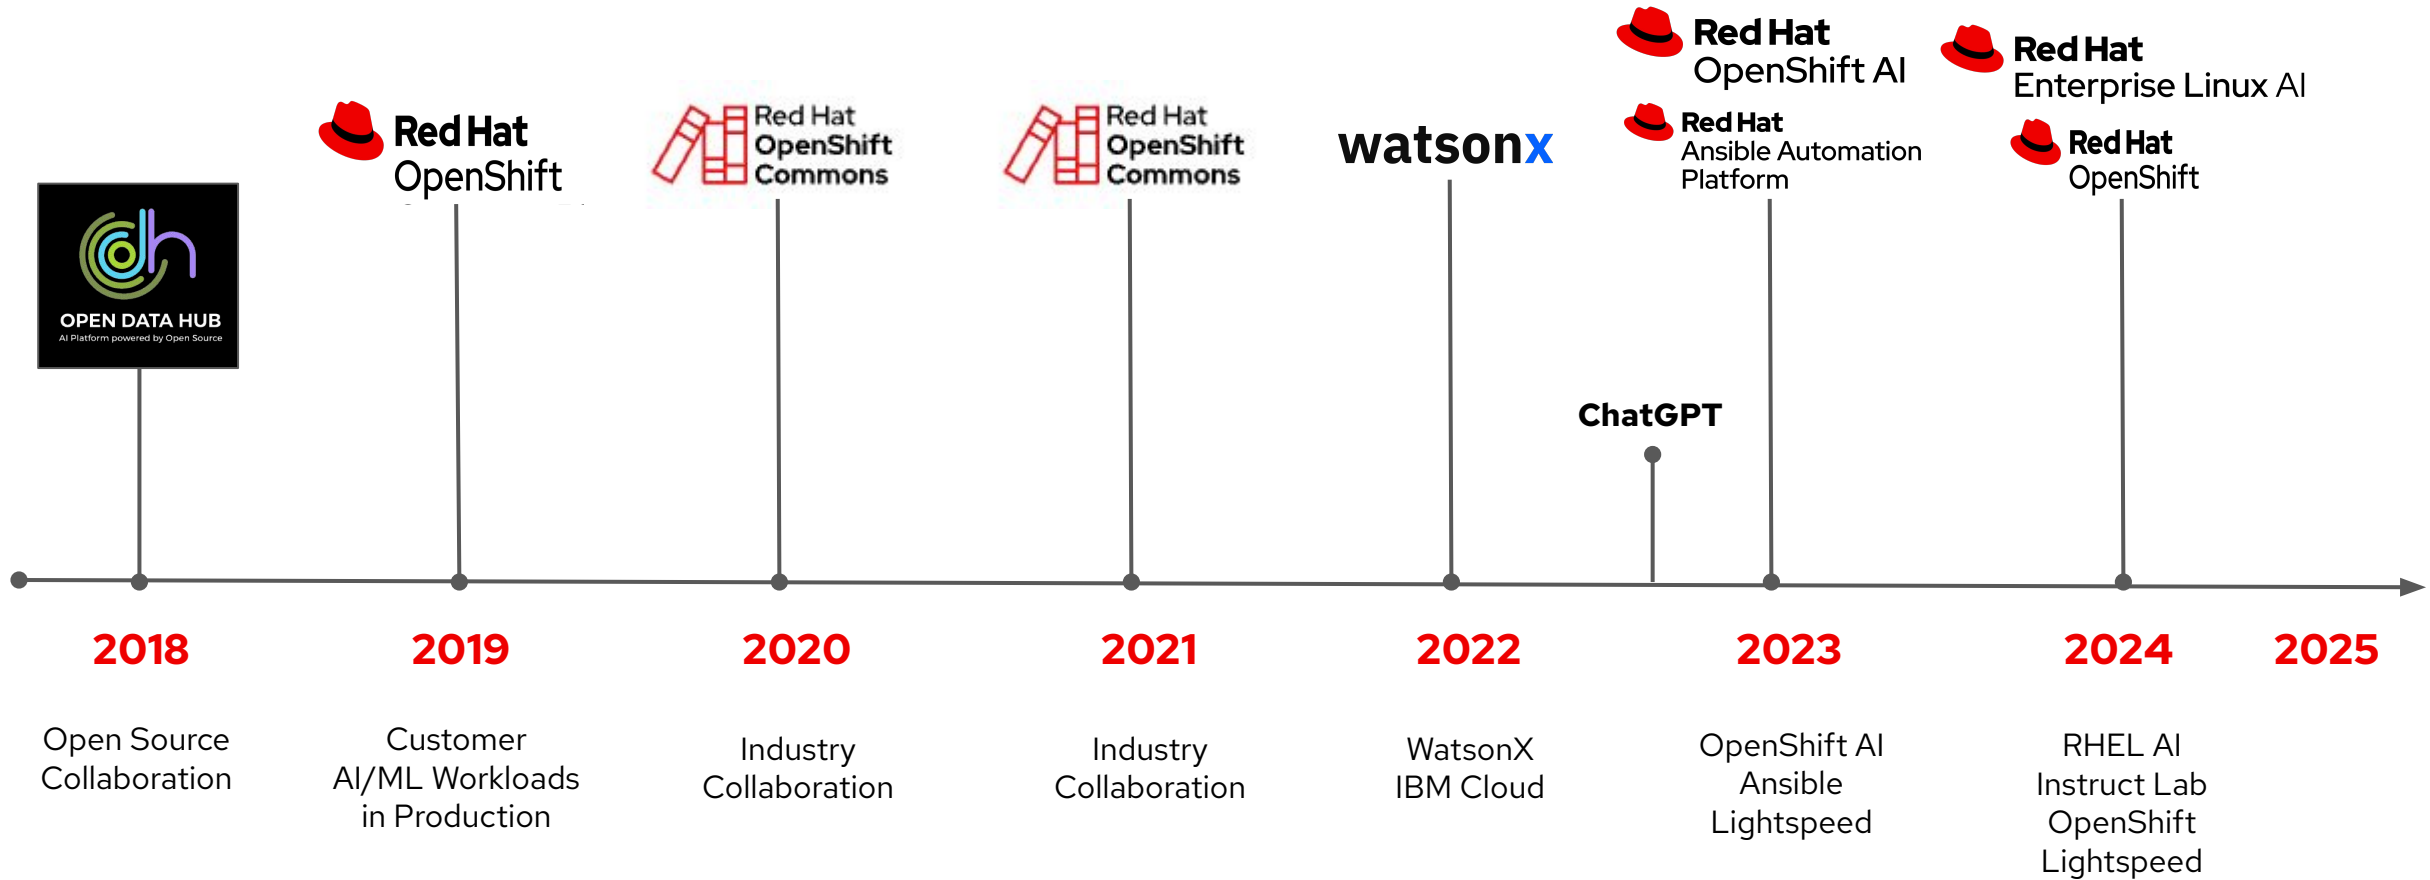 OPEN DATA HUB
AI Platform powered by Open Source
Red Hat
OpenShift
Red Hat
OpenShift
Commons
Red Hat
OpenShift
Commons
watsonx
ChatGPT
Red Hat
OpenShift AI
Red Hat
Ansible Automation
Platform
Red Hat
Enterprise Linux AI
Red Hat
OpenShift
2018
2019
2020
2021
2022
2023
2024
2025
Open Source
Collaboration
Customer
AI/ML Workloads
in Production
Industry
Collaboration
Industry
Collaboration
WatsonX
IBM Cloud
OpenShift AI
Ansible
Lightspeed
RHEL AI
Instruct Lab
OpenShift
Lightspeed